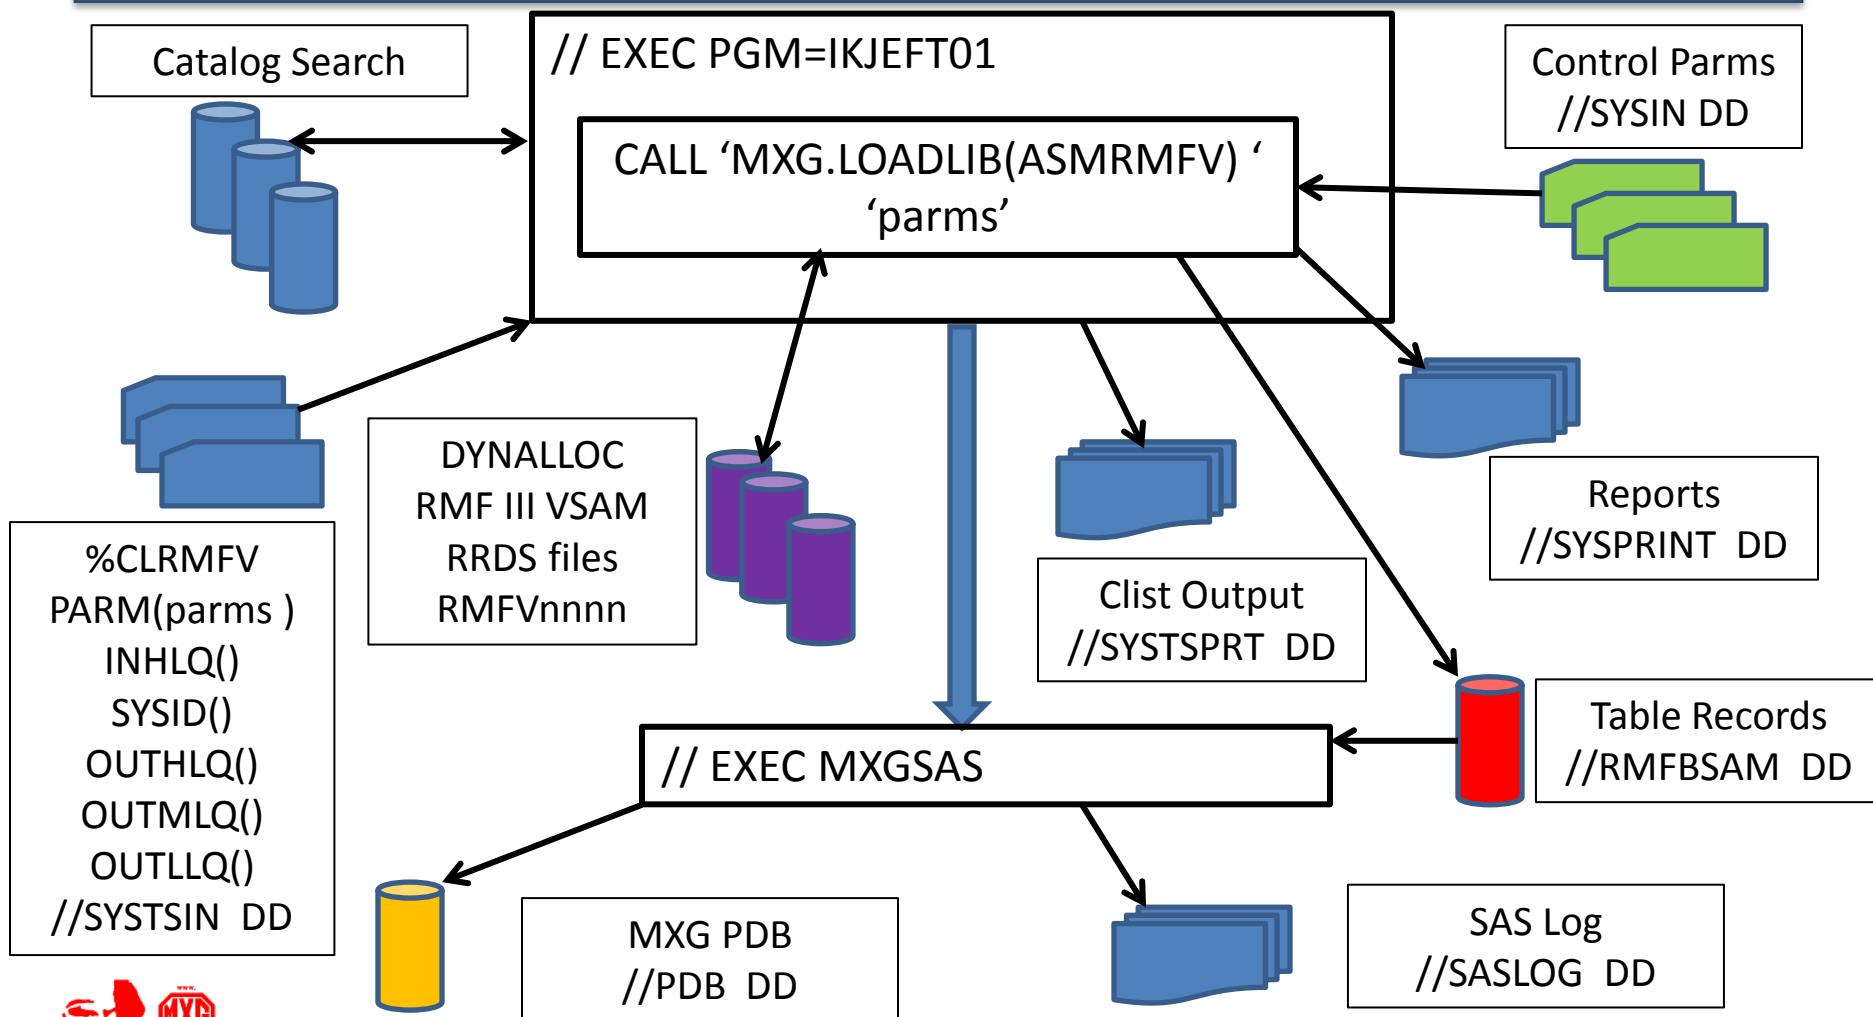 Catalog Search
// EXEC PGM=IKJEFT01
CALL ‘MXG.LOADLIB(ASMRMFV) ‘
‘parms’
Control Parms
//SYSIN DD
%CLRMFV
PARM(parms )
INHLQ()
SYSID()
OUTHLQ()
OUTMLQ()
OUTLLQ()
//SYSTSIN DD
DYNALLOC
RMF III VSAM
RRDS files
RMFVnnnn
Clist Output
//SYSTSPRT DD
Reports
//SYSPRINT DD
Table Records
//RMFBSAM DD
// EXEC MXGSAS
MXG PDB
//PDB DD
SAS Log
//SASLOG DD
www.
MXG